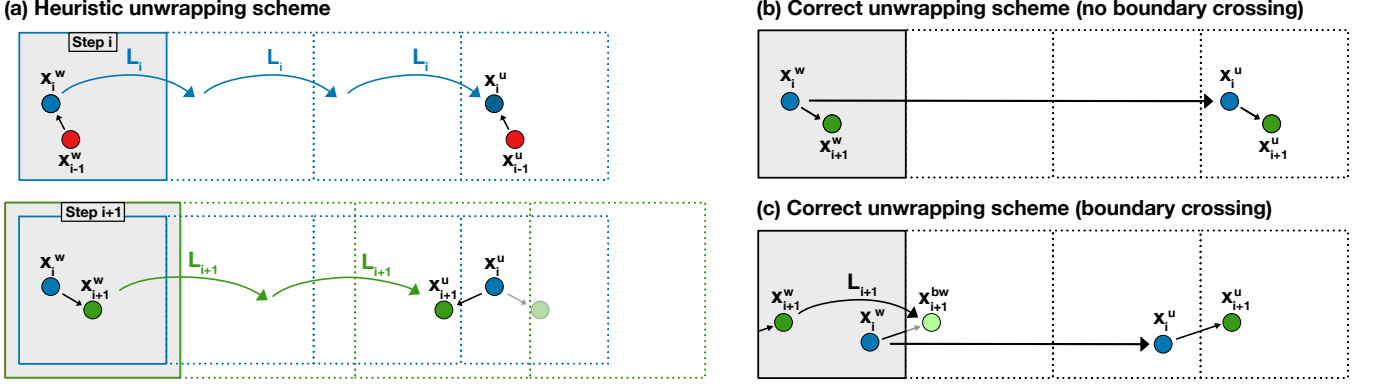 (a) Heuristic unwrapping scheme
Step i
L_i L_i L_i
x_i^w x_i^u
x_{i-1}^w x_{i-1}^u
Step i+1
x_i^w x_{i+1}^w L_{i+1} L_{i+1} x_{i+1}^u x_i^u
(b) Correct unwrapping scheme (no boundary crossing)
x_i^w x_i^u
x_{i+1}^w x_{i+1}^u
(c) Correct unwrapping scheme (boundary crossing)
L_{i+1}
x_{i+1}^w x_{i+1}^{bw} x_{i+1}^u
x_i^w x_i^u